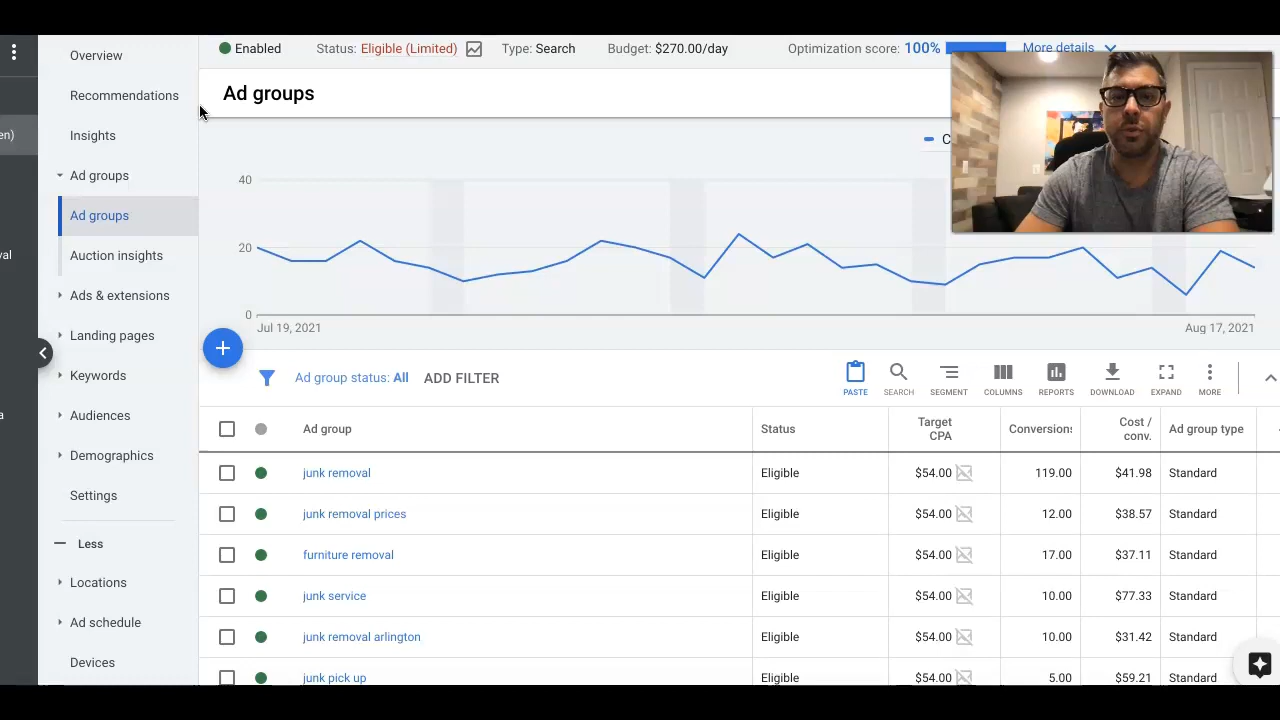 Enabled Status: Eligible (Limited) Type: Search Budget: $270.00/day Optimization score: 100% More details
Overview
Recommendations
Insights
Ad groups
Ad groups
Auction insights
Ads & extensions
Landing pages
Keywords
Audiences
Demographics
Settings
Less
Locations
Ad schedule
Devices
en)
val
a
Ad groups
C
40
20
0
Jul 19, 2021 Aug 17, 2021
Ad group status: All ADD FILTER
PASTE SEARCH SEGMENT COLUMNS REPORTS DOWNLOAD EXPAND MORE
Ad group Status Target CPA Conversions Cost / conv. Ad group type
junk removal Eligible $54.00 119.00 $41.98 Standard
junk removal prices Eligible $54.00 12.00 $38.57 Standard
furniture removal Eligible $54.00 17.00 $37.11 Standard
junk service Eligible $54.00 10.00 $77.33 Standard
junk removal arlington Eligible $54.00 10.00 $31.42 Standard
junk pick up Eligible $54.00 5.00 $59.21 Standard